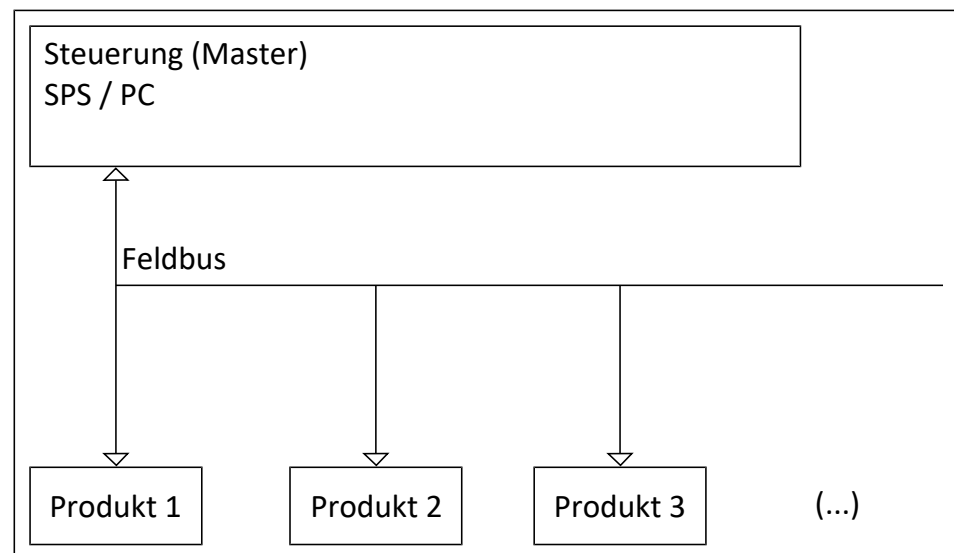 Steuerung (Master)
SPS / PC
Feldbus
Produkt 1
Produkt 2
Produkt 3
(...)